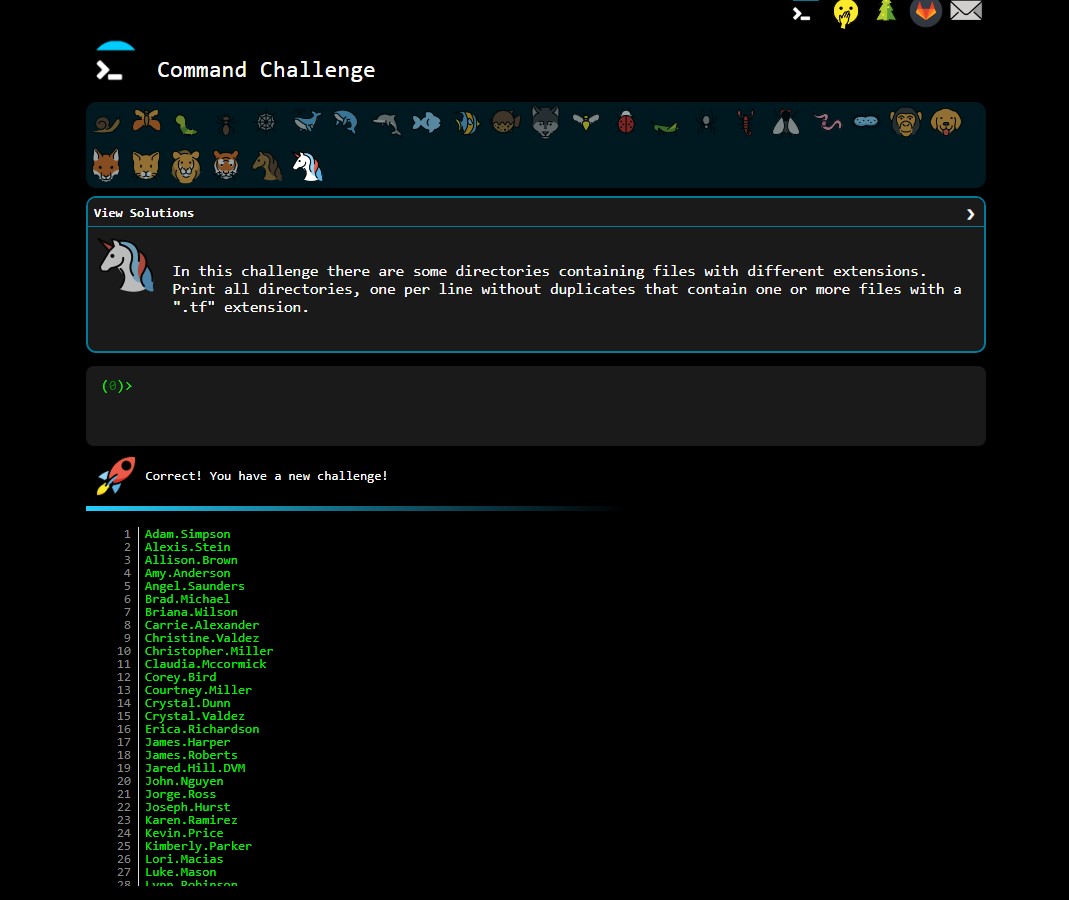 Command Challenge
View Solutions
In this challenge there are some directories containing files with different extensions.
Print all directories, one per line without duplicates that contain one or more files with a
".tf" extension.
(0)>
Correct! You have a new challenge!
1 Adam.Simpson
2 Alexis.Stein
3 Allison.Brown
4 Amy.Anderson
5 Angel.Saunders
6 Brad.Michael
7 Briana.Wilson
8 Carrie.Alexander
9 Christine.Valdez
10 Christopher.Miller
11 Claudia.Mccormick
12 Corey.Bird
13 Courtney.Miller
14 Crystal.Dunn
15 Crystal.Valdez
16 Erica.Richardson
17 James.Harper
18 James.Roberts
19 Jared.Hill.DVM
20 John.Nguyen
21 Jorge.Ross
22 Joseph.Hurst
23 Karen.Ramirez
24 Kevin.Price
25 Kimberly.Parker
26 Lori.Macias
27 Luke.Mason
28 Lynn.Robinson